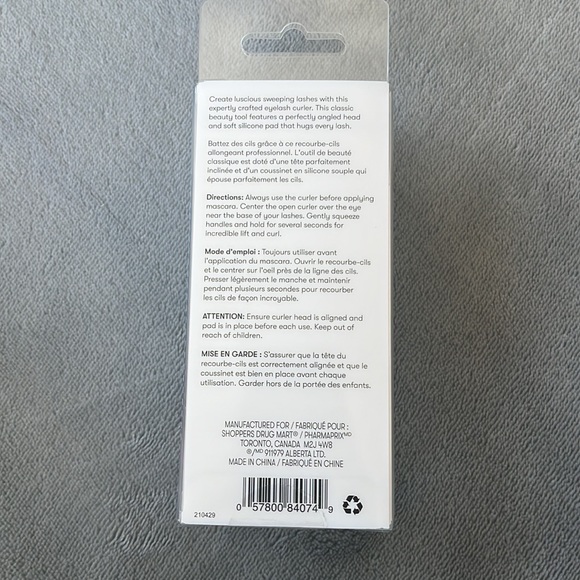 Create luscious sweeping lashes with this
expertly crafted eyelash curler. This classic
beauty tool features a perfectly angled head
and soft silicone pad that hugs every lash.
Battez des cils grâce à ce recourbe-cils
allongeant professionnel. L'outil de beauté
classique est doté d'une tête parfaitement
inclinée et d'un coussinet en silicone souple qui
épouse parfaitement les cils.
Directions: Always use the curler before applying
mascara. Center the open curler over the eye
near the base of your lashes. Gently squeeze
handles and hold for several seconds for
incredible lift and curl.
Mode d'emploi : Toujours utiliser avant
l'application du mascara. Ouvrir le recourbe-cils
et le centrer sur l'oeil près de la ligne des cils.
Presser légèrement le manche et maintenir
pendant plusieurs secondes pour recourber
les cils de façon incroyable.
ATTENTION: Ensure curler head is aligned and
pad is in place before each use. Keep out of
reach of children.
MISE EN GARDE : S'assurer que la tête du
recourbe-cils est correctement alignée et que le
coussinet est bien en place avant chaque
utilisation. Garder hors de la portée des enfants.
MANUFACTURED FOR / FABRIQUÉ POUR :
SHOPPERS DRUG MART® / PHARMAPRIXᴹᴰ
TORONTO, CANADA M2J 4W8
®/ᴹᴰ 911979 ALBERTA LTD.
MADE IN CHINA / FABRIQUÉ EN CHINE
0 57800 84074 9
210429